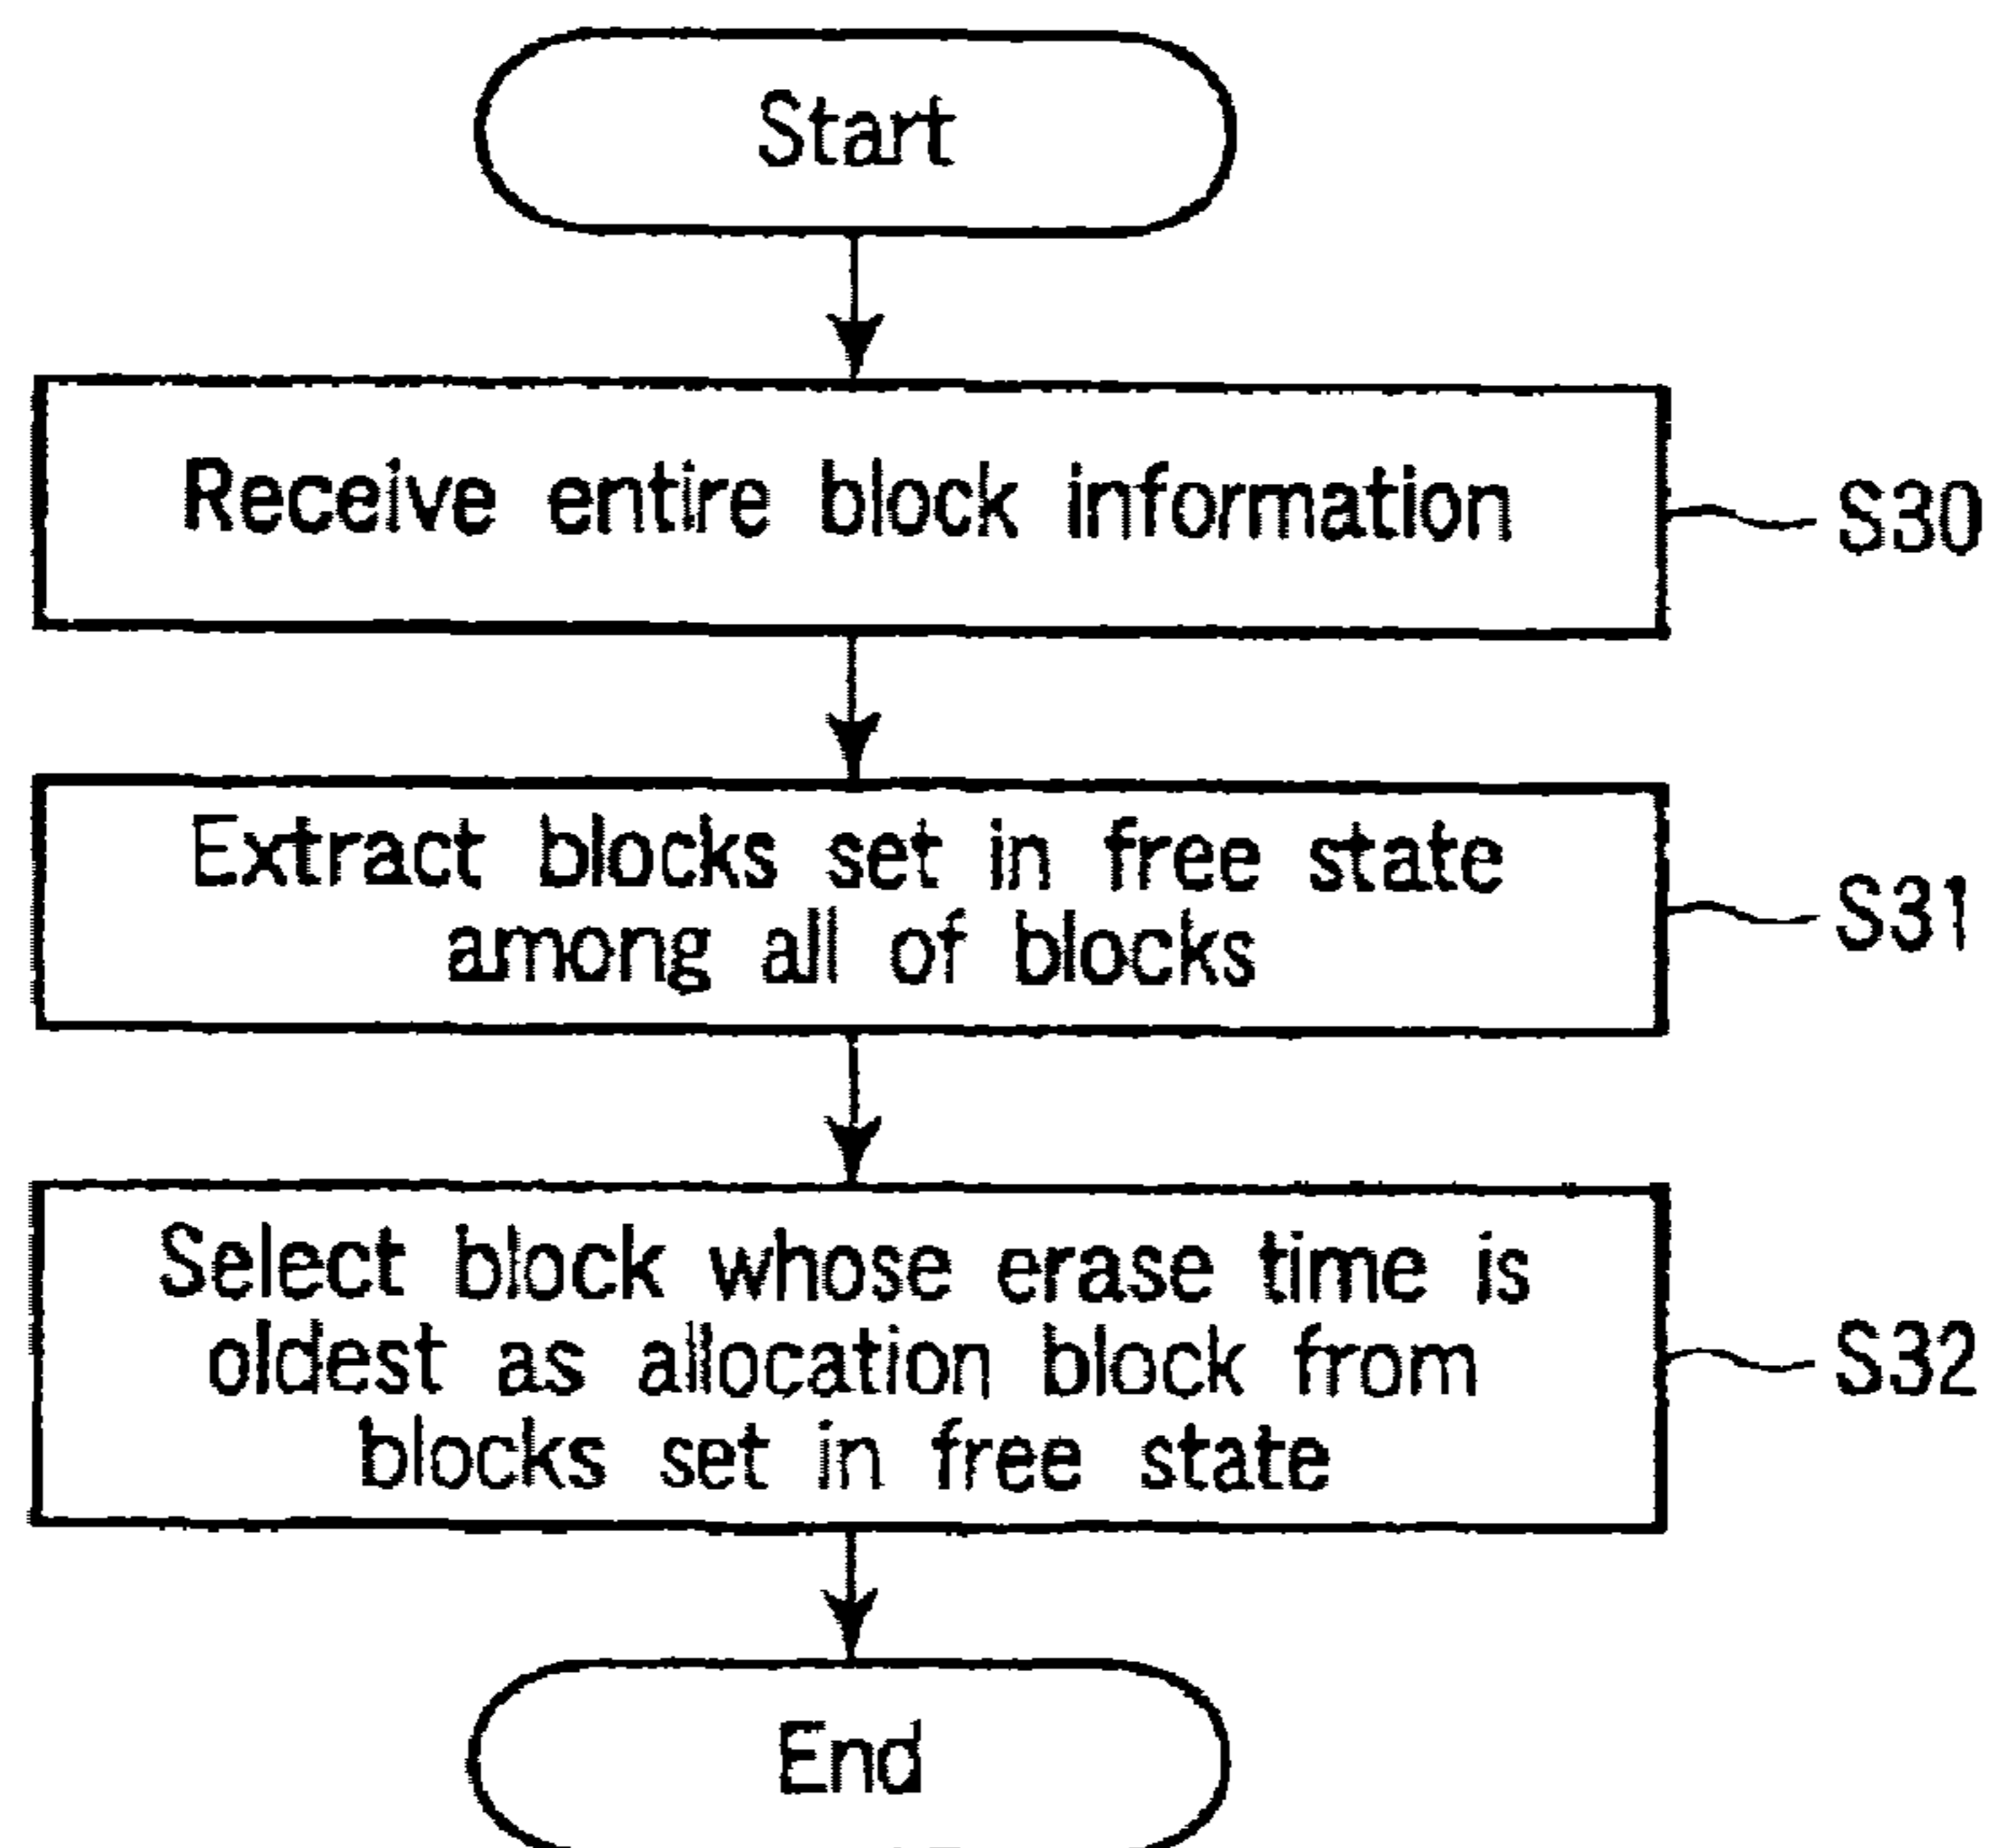 Start
Receive entire block information
S30
Extract blocks set in free state
among all of blocks
S31
Select block whose erase time is
oldest as allocation block from
blocks set in free state
S32
End